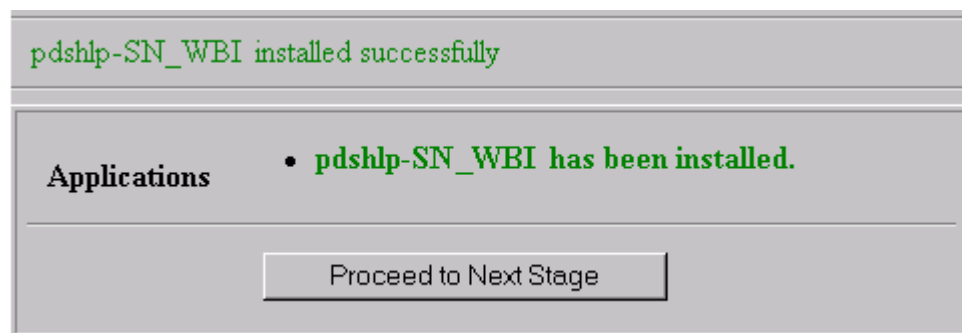 pdshlp-SN_WBI installed successfully
Applications
• pdshlp-SN_WBI has been installed.
Proceed to Next Stage